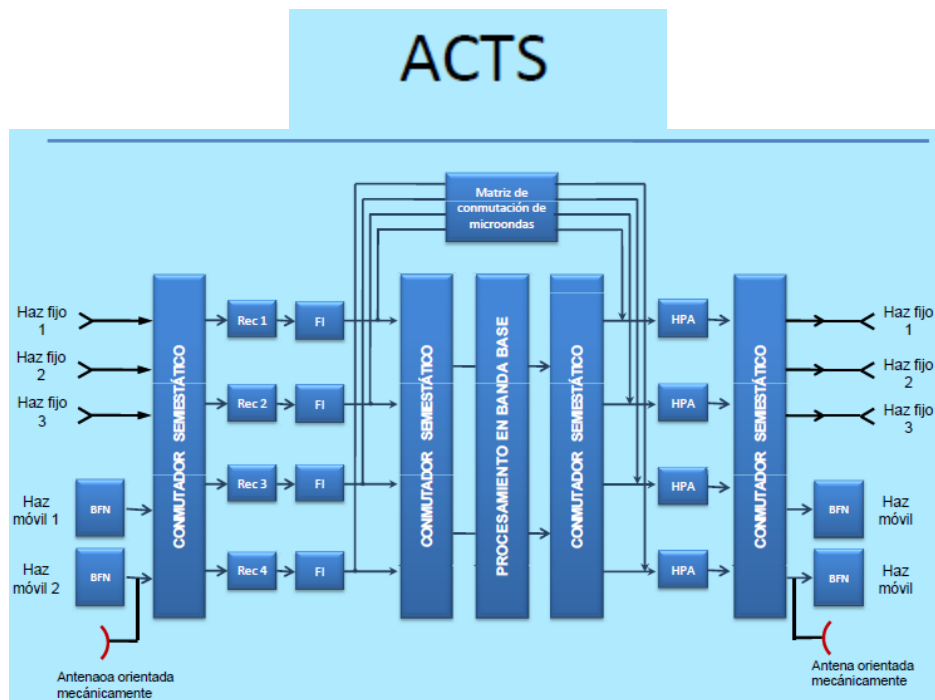 ACTS
Matriz de
conmutación de
microondas
Haz fijo
1
Haz fijo
2
Haz fijo
3
Haz
móvil 1
Haz
móvil 2
BFN
BFN
Antenaoa orientada
mecánicamente
CONMUTADOR SEMESTÁTICO
Rec 1
FI
Rec 2
FI
Rec 3
FI
Rec 4
FI
CONMUTADOR SEMIESTÁTICO
PROCESAMIENTO EN BANDA BASE
CONMUTADOR SEMESTÁTICO
HPA
HPA
HPA
HPA
CONMUTADOR SEMESTÁTICO
Haz fijo
1
Haz fijo
2
Haz fijo
3
BFN
Haz
móvil
BFN
Haz
móvil
Antena orientada
mecánicamente